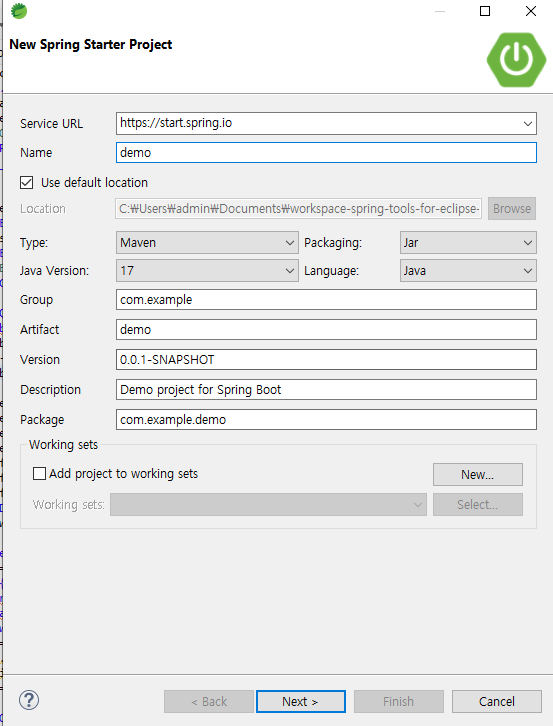 New Spring Starter Project
Service URL https://start.spring.io
Name demo
Use default location
Location C:₩Users₩admin₩Documents₩workspace-spring-tools-for-eclipse- Browse
Type: Maven Packaging: Jar
Java Version: 17 Language: Java
Group com.example
Artifact demo
Version 0.0.1-SNAPSHOT
Description Demo project for Spring Boot
Package com.example.demo
Working sets
Add project to working sets New...
Working sets: Select...
? < Back Next > Finish Cancel